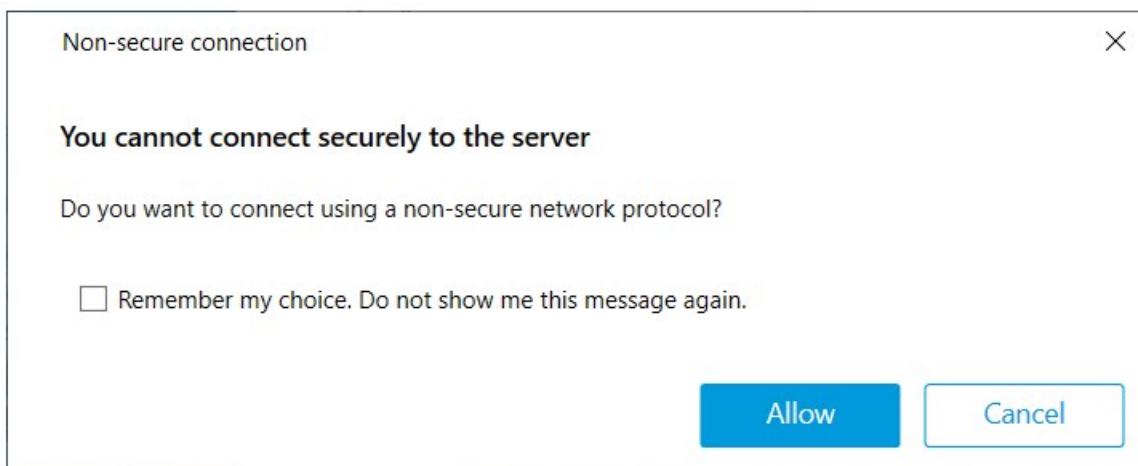 Non-secure connection
You cannot connect securely to the server
Do you want to connect using a non-secure network protocol?
Remember my choice. Do not show me this message again.
Allow
Cancel